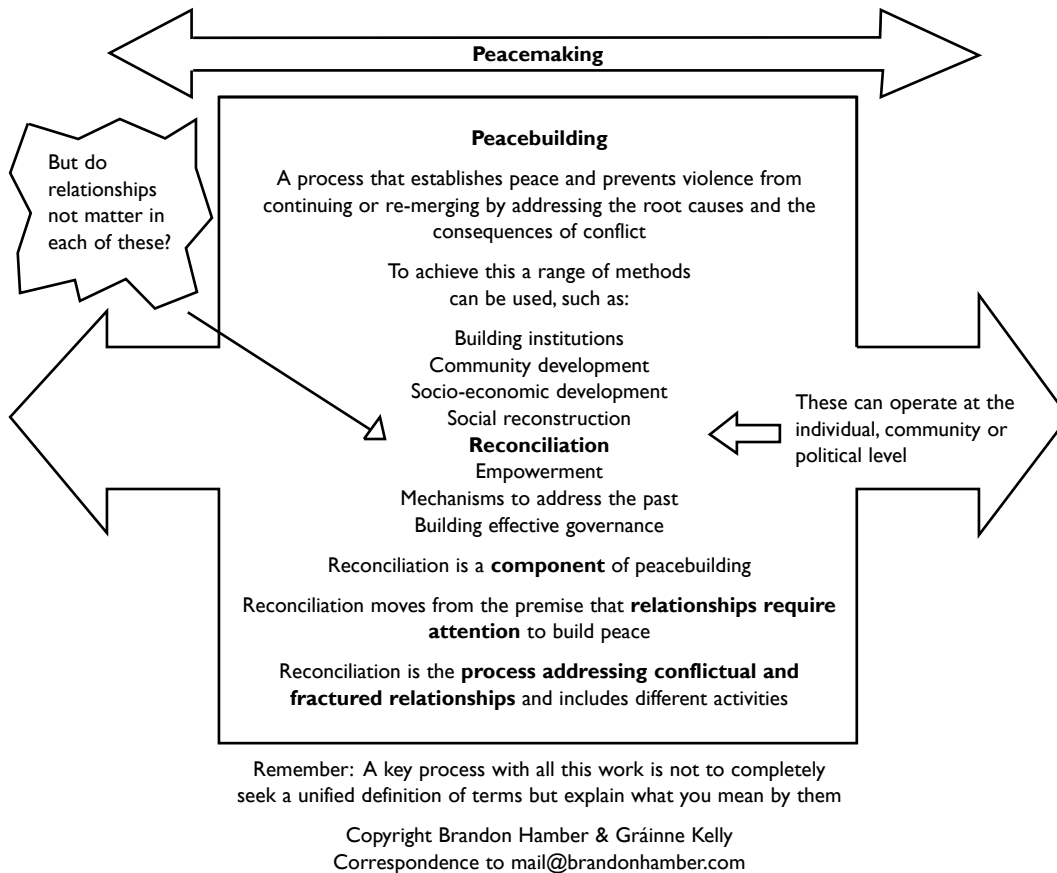 Peacemaking
But do
relationships
not matter in
each of these?
Peacebuilding
A process that establishes peace and prevents violence from
continuing or re-merging by addressing the root causes and the
consequences of conflict
To achieve this a range of methods
can be used, such as:
Building institutions
Community development
Socio-economic development
Social reconstruction
Reconciliation
Empowerment
Mechanisms to address the past
Building effective governance
These can operate at the
individual, community or
political level
Reconciliation is a component of peacebuilding
Reconciliation moves from the premise that relationships require
attention to build peace
Reconciliation is the process addressing conflictual and
fractured relationships and includes different activities
Remember: A key process with all this work is not to completely
seek a unified definition of terms but explain what you mean by them
Copyright Brandon Hamber & Gráinne Kelly
Correspondence to mail@brandonhamber.com